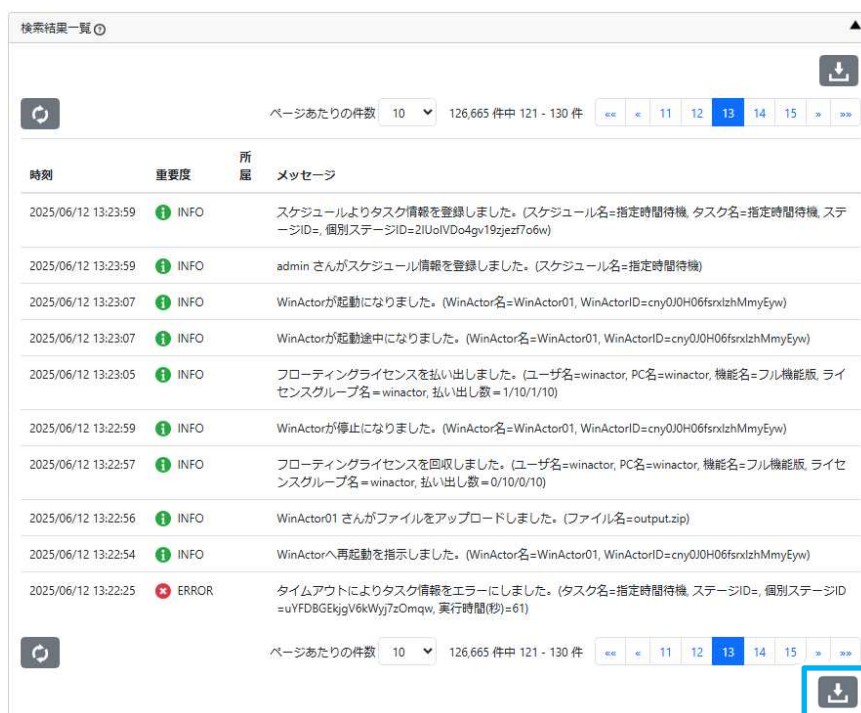 検索結果一覧
ページあたりの件数 10 126,665 件中 121 - 130 件 «« « 11 12 13 14 15 » »»
時刻 重要度 所属 メッセージ
2025/06/12 13:23:59 INFO スケジュールよりタスク情報を登録しました。(スケジュール名=指定時間待機, タスク名=指定時間待機, ステ
ージID=, 個別ステージID=2IUoIVDo4gv19zjezf7o6w)
2025/06/12 13:23:59 INFO admin さんがスケジュール情報を登録しました。(スケジュール名=指定時間待機)
2025/06/12 13:23:07 INFO WinActorが起動になりました。(WinActor名=WinActor01, WinActorID=cny0J0H06fsrxlzhMmyEyw)
2025/06/12 13:23:07 INFO WinActorが起動途中になりました。(WinActor名=WinActor01, WinActorID=cny0J0H06fsrxlzhMmyEyw)
2025/06/12 13:23:05 INFO フローティングライセンスを払い出しました。(ユーザ名=winactor, PC名=winactor, 機能名=フル機能版, ライ
センスグループ名＝winactor, 払い出し数＝1/10/1/10)
2025/06/12 13:22:59 INFO WinActorが停止になりました。(WinActor名=WinActor01, WinActorID=cny0J0H06fsrxlzhMmyEyw)
2025/06/12 13:22:57 INFO フローティングライセンスを回収しました。(ユーザ名=winactor, PC名=winactor, 機能名=フル機能版, ライセ
ンスグループ名＝winactor, 払い出し数＝0/10/0/10)
2025/06/12 13:22:56 INFO WinActor01 さんがファイルをアップロードしました。(ファイル名=output.zip)
2025/06/12 13:22:54 INFO WinActorへ再起動を指示しました。(WinActor名=WinActor01, WinActorID=cny0J0H06fsrxlzhMmyEyw)
2025/06/12 13:22:25 ERROR タイムアウトによりタスク情報をエラーにしました。(タスク名=指定時間待機, ステージID=, 個別ステージID
=uYFDBGEkjgV6kWyj7zOmqw, 実行時間(秒)=61)
ページあたりの件数 10 126,665 件中 121 - 130 件 «« « 11 12 13 14 15 » »»